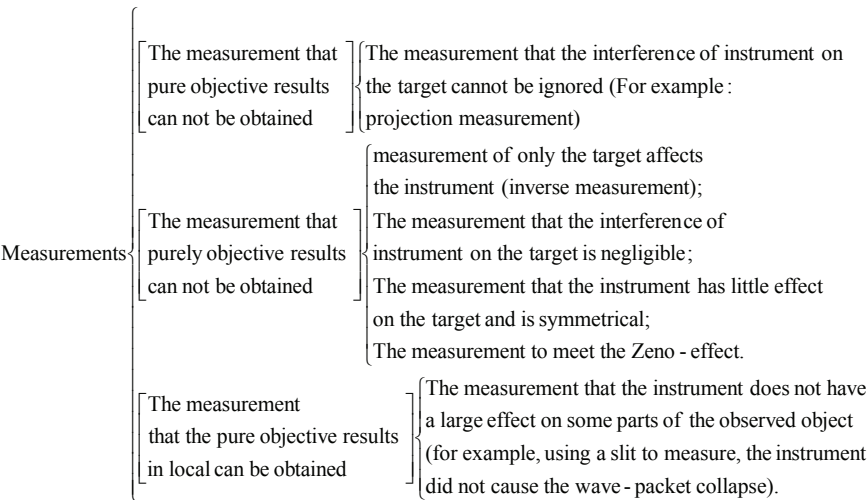 Measurements
The measurement that
pure objective results
can not be obtained
The measurement that the interference of instrument on
the target cannot be ignored (For example :
projection measurement)
The measurement that
purely objective results
can not be obtained
measurement of only the target affects
the instrument (inverse measurement);
The measurement that the interference of
instrument on the target is negligible;
The measurement that the instrument has little effect
on the target and is symmetrical;
The measurement to meet the Zeno - effect.
The measurement
that the pure objective results
in local can be obtained
The measurement that the instrument does not have
a large effect on some parts of the observed object
(for example, using a slit to measure, the instrument
did not cause the wave - packet collapse).